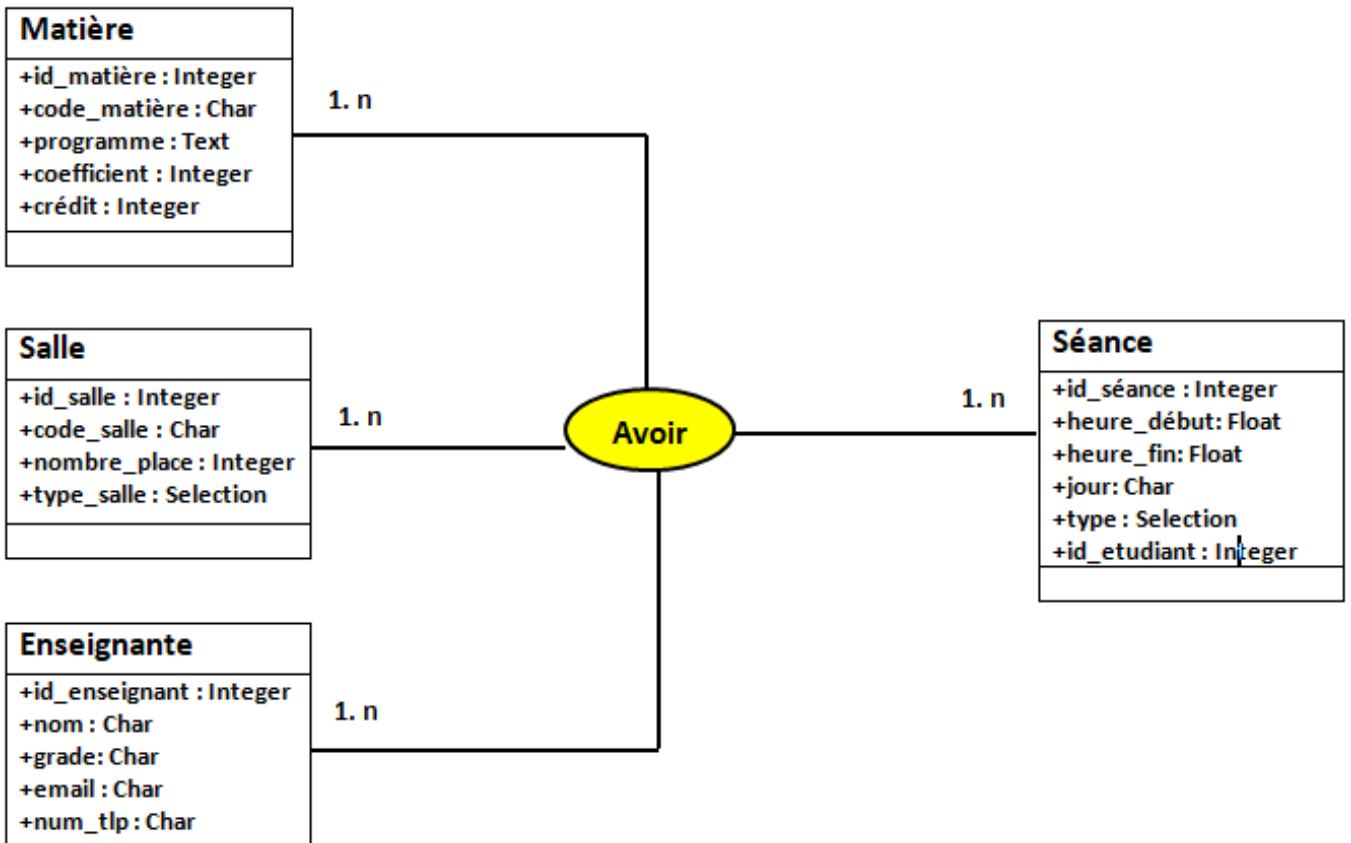 Matière
+id_matière : Integer
+code_matière : Char
+programme : Text
+coefficient : Integer
+crédit : Integer
1. n
Salle
+id_salle : Integer
+code_salle : Char
+nombre_place : Integer
+type_salle : Selection
1. n
Avoir
1. n
Séance
+id_séance : Integer
+heure_début: Float
+heure_fin: Float
+jour: Char
+type : Selection
+id_etudiant : Integer
Enseignante
+id_enseignant : Integer
+nom : Char
+grade: Char
+email : Char
+num_tlp : Char
1. n